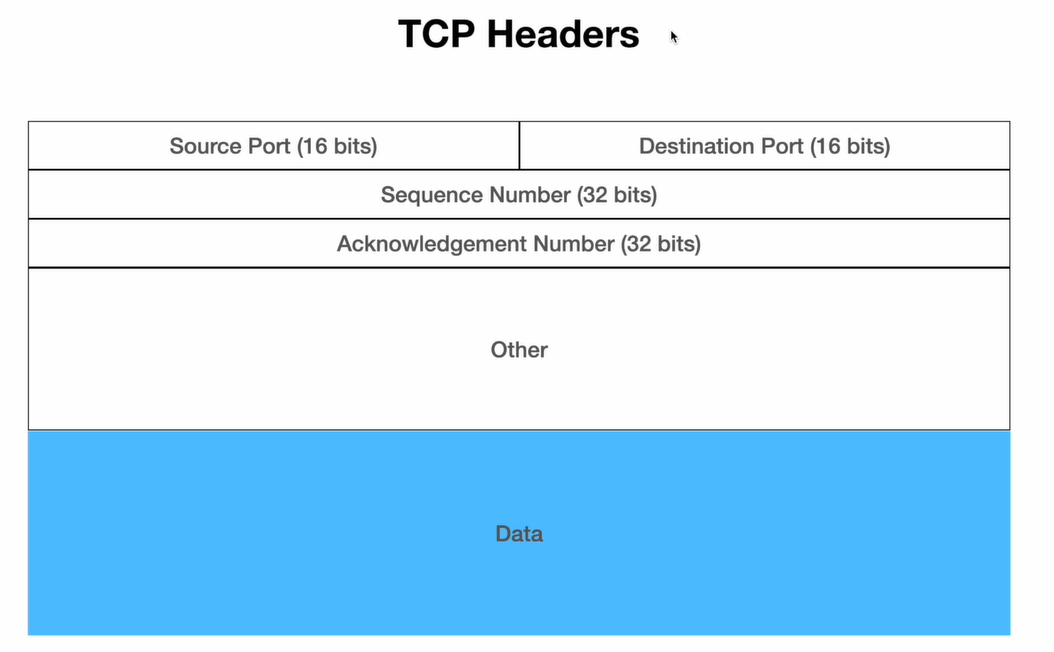 TCP Headers
Source Port (16 bits)
Destination Port (16 bits)
Sequence Number (32 bits)
Acknowledgement Number (32 bits)
Other
Data